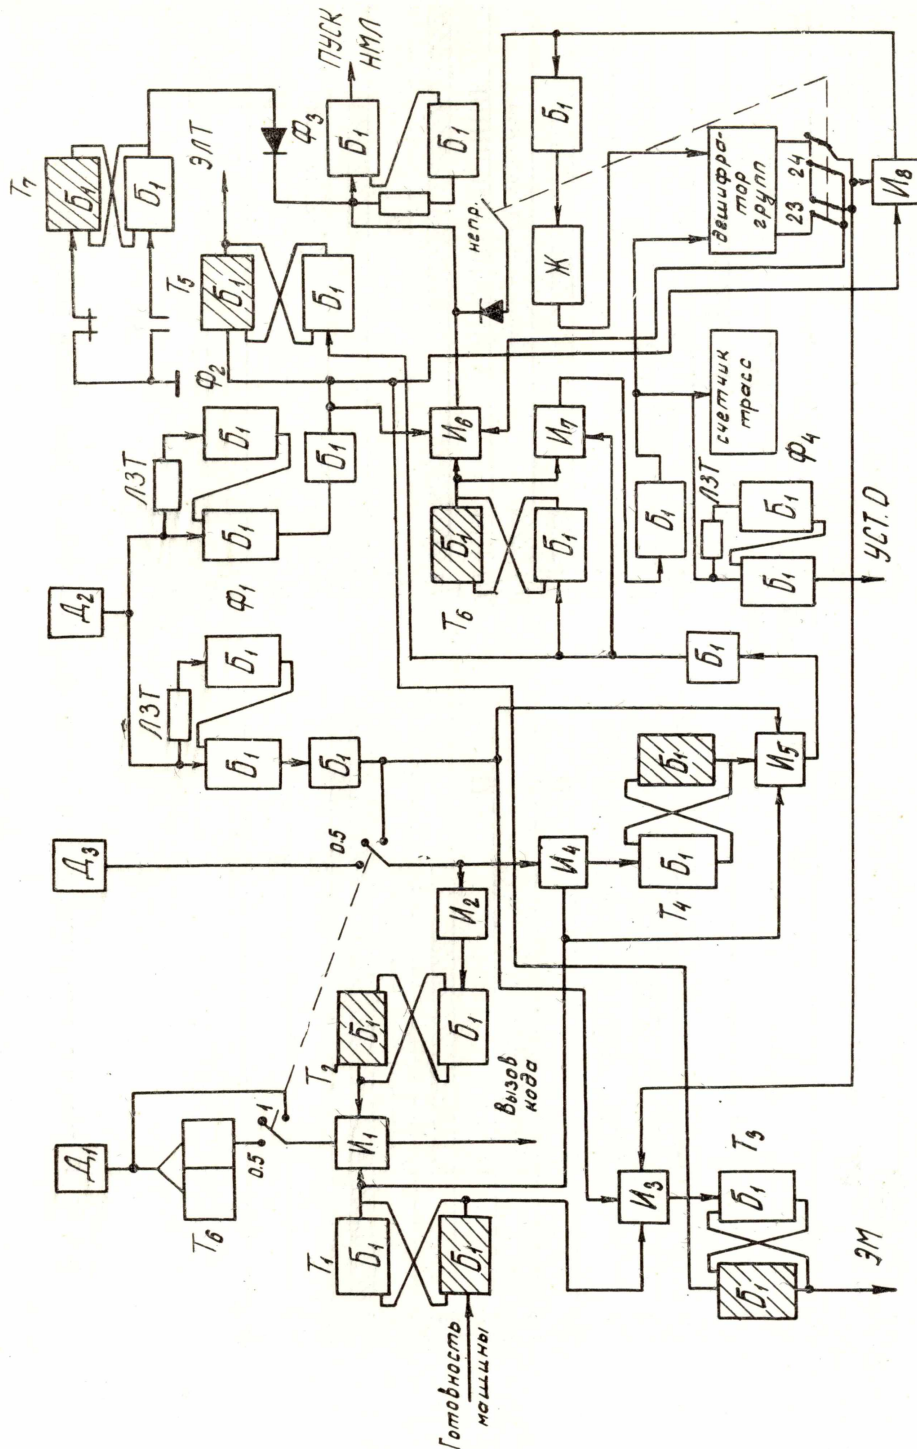 Д₁
Д₃
Д₂
Т₇
Б₁
Б₁
ЭЛТ
Т₆
0.5
1
0.5
ЛЗТ
Б₁
Б₁
Б₁
Ф₁
ЛЗТ
Б₁
Б₁
Б₁
Ф₂
Т₅
Б₁
Б₁
Ф₃
Б₁
Б₁
ПУСК
НМЛ
Т₁
Б₁
Б₁
Готовность
машины
И₁
Вызов
кода
Т₂
Б₁
Б₁
И₂
И₄
Т₄
Б₁
Б₁
И₅
Б₁
Т₆
Б₁
Б₁
И₆
И₇
непр.
Б₁
Ж
Б₁
дешифра-
тор
групп
23
24
И₈
счетчик
трасс
ЛЗТ
Б₁
Б₁
Ф₄
УСТ. О
И₃
Т₃
Б₁
Б₁
ЭМ